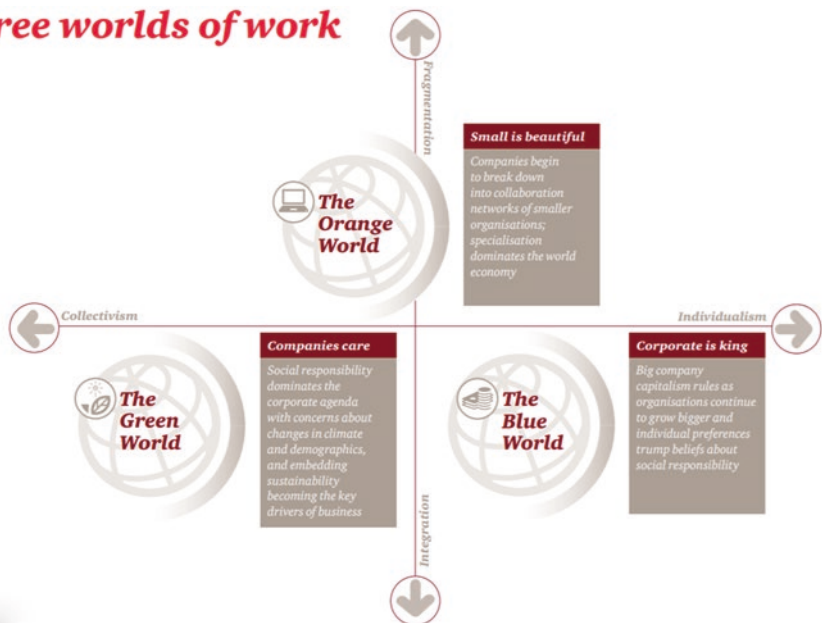 ree worlds of work
Fragmentation
Small is beautiful
Companies begin
to break down
into collaboration
networks of smaller
organisations;
specialisation
dominates the world
economy
The
Orange
World
Collectivism
Individualism
Companies care
Social responsibility
dominates the
corporate agenda
with concerns about
changes in climate
and demographics,
and embedding
sustainability
becoming the key
drivers of business
The
Green
World
Corporate is king
Big company
capitalism rules as
organisations continue
to grow bigger and
individual preferences
trump beliefs about
social responsibility
The
Blue
World
Integration